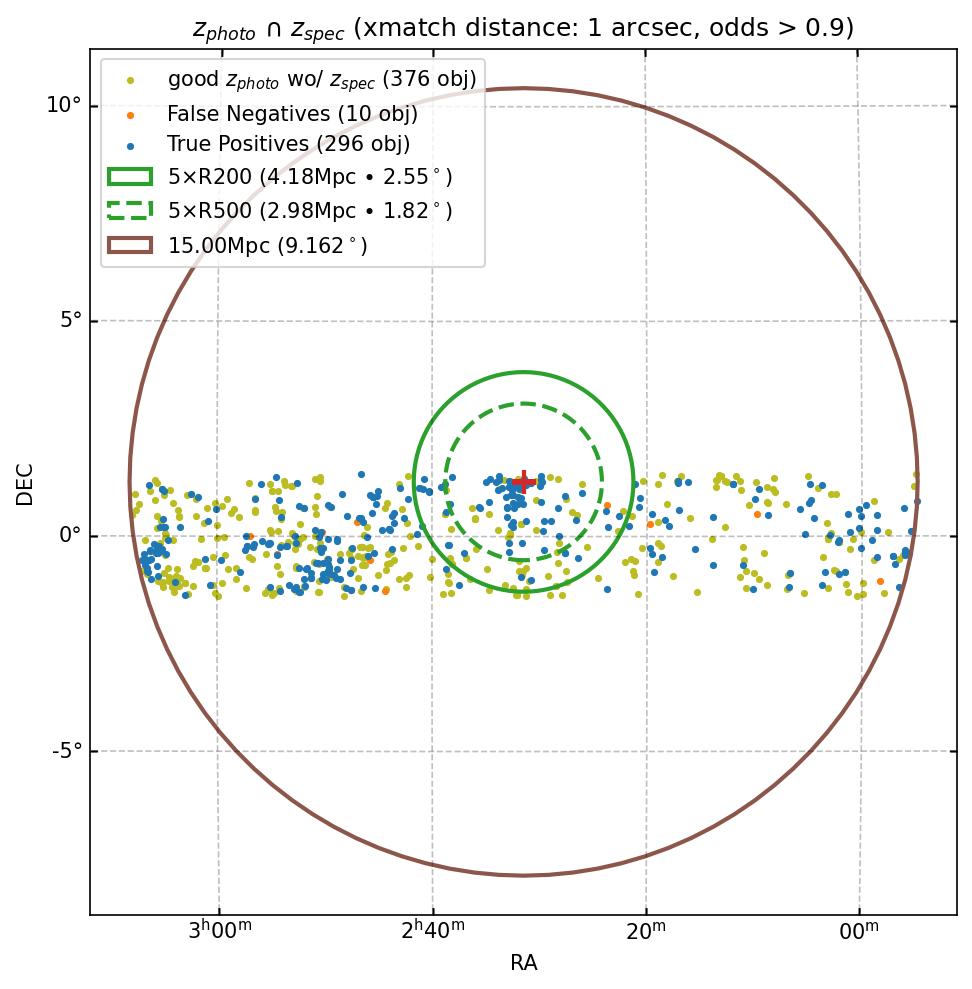 z_photo ∩ z_spec (xmatch distance: 1 arcsec, odds > 0.9)
good z_photo wo/ z_spec (376 obj)
False Negatives (10 obj)
True Positives (296 obj)
5×R200 (4.18Mpc • 2.55°)
5×R500 (2.98Mpc • 1.82°)
15.00Mpc (9.162°)
10°
5°
0°
-5°
DEC
3h00m 2h40m 20m 00m
RA